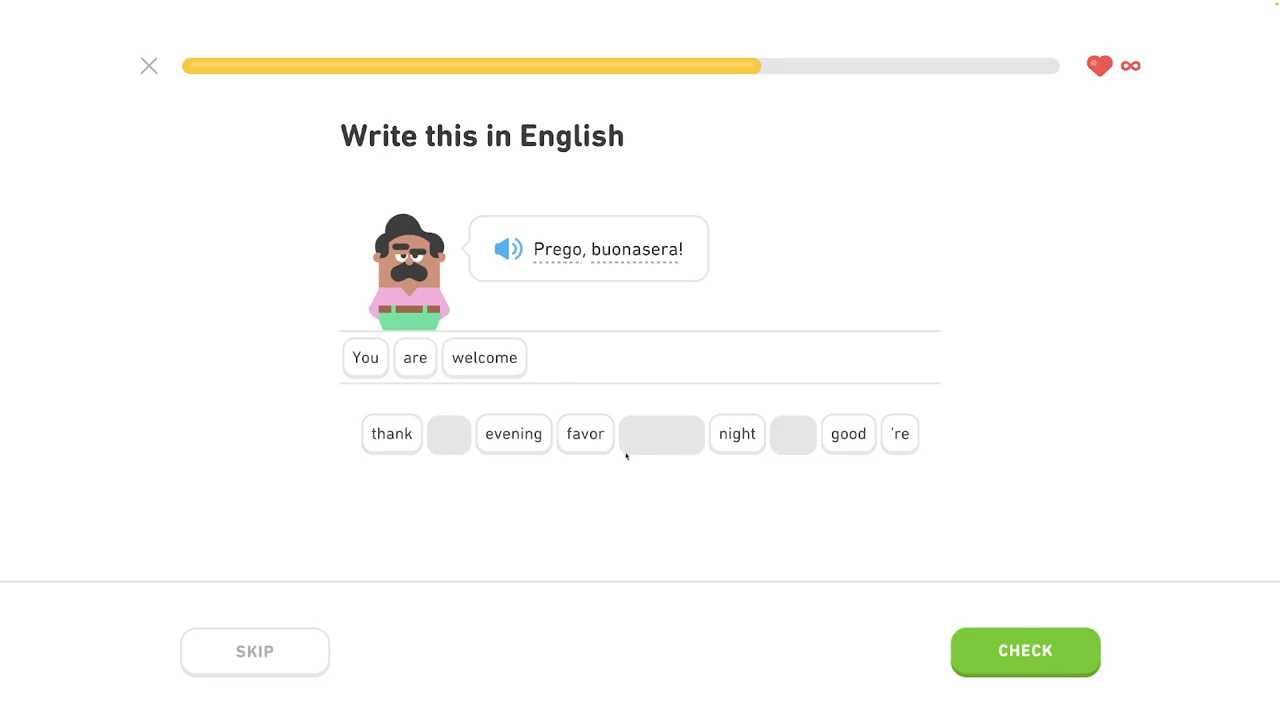 ∞
Write this in English
Prego, buonasera!
You are welcome
thank evening favor night good 're
SKIP CHECK